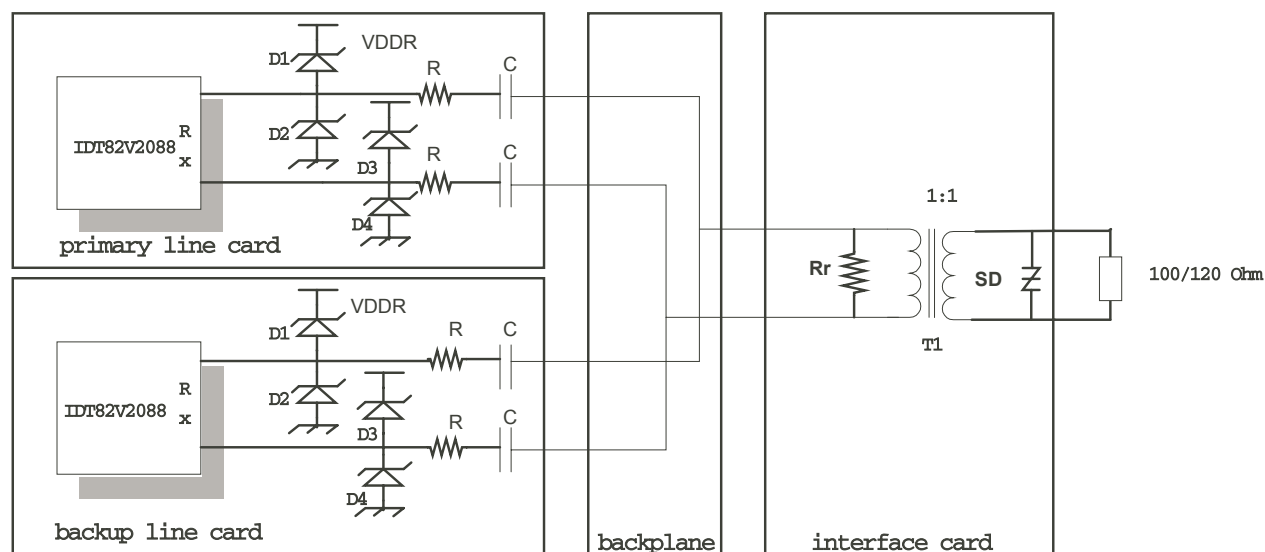 D1
VDDR
R
C
D2
IDT82V2088
R
x
D3
R
C
D4
primary line card
1:1
Rr
SD
100/120 Ohm
T1
D1
VDDR
R
C
D2
IDT82V2088
R
x
D3
R
C
D4
backup line card
backplane
interface card